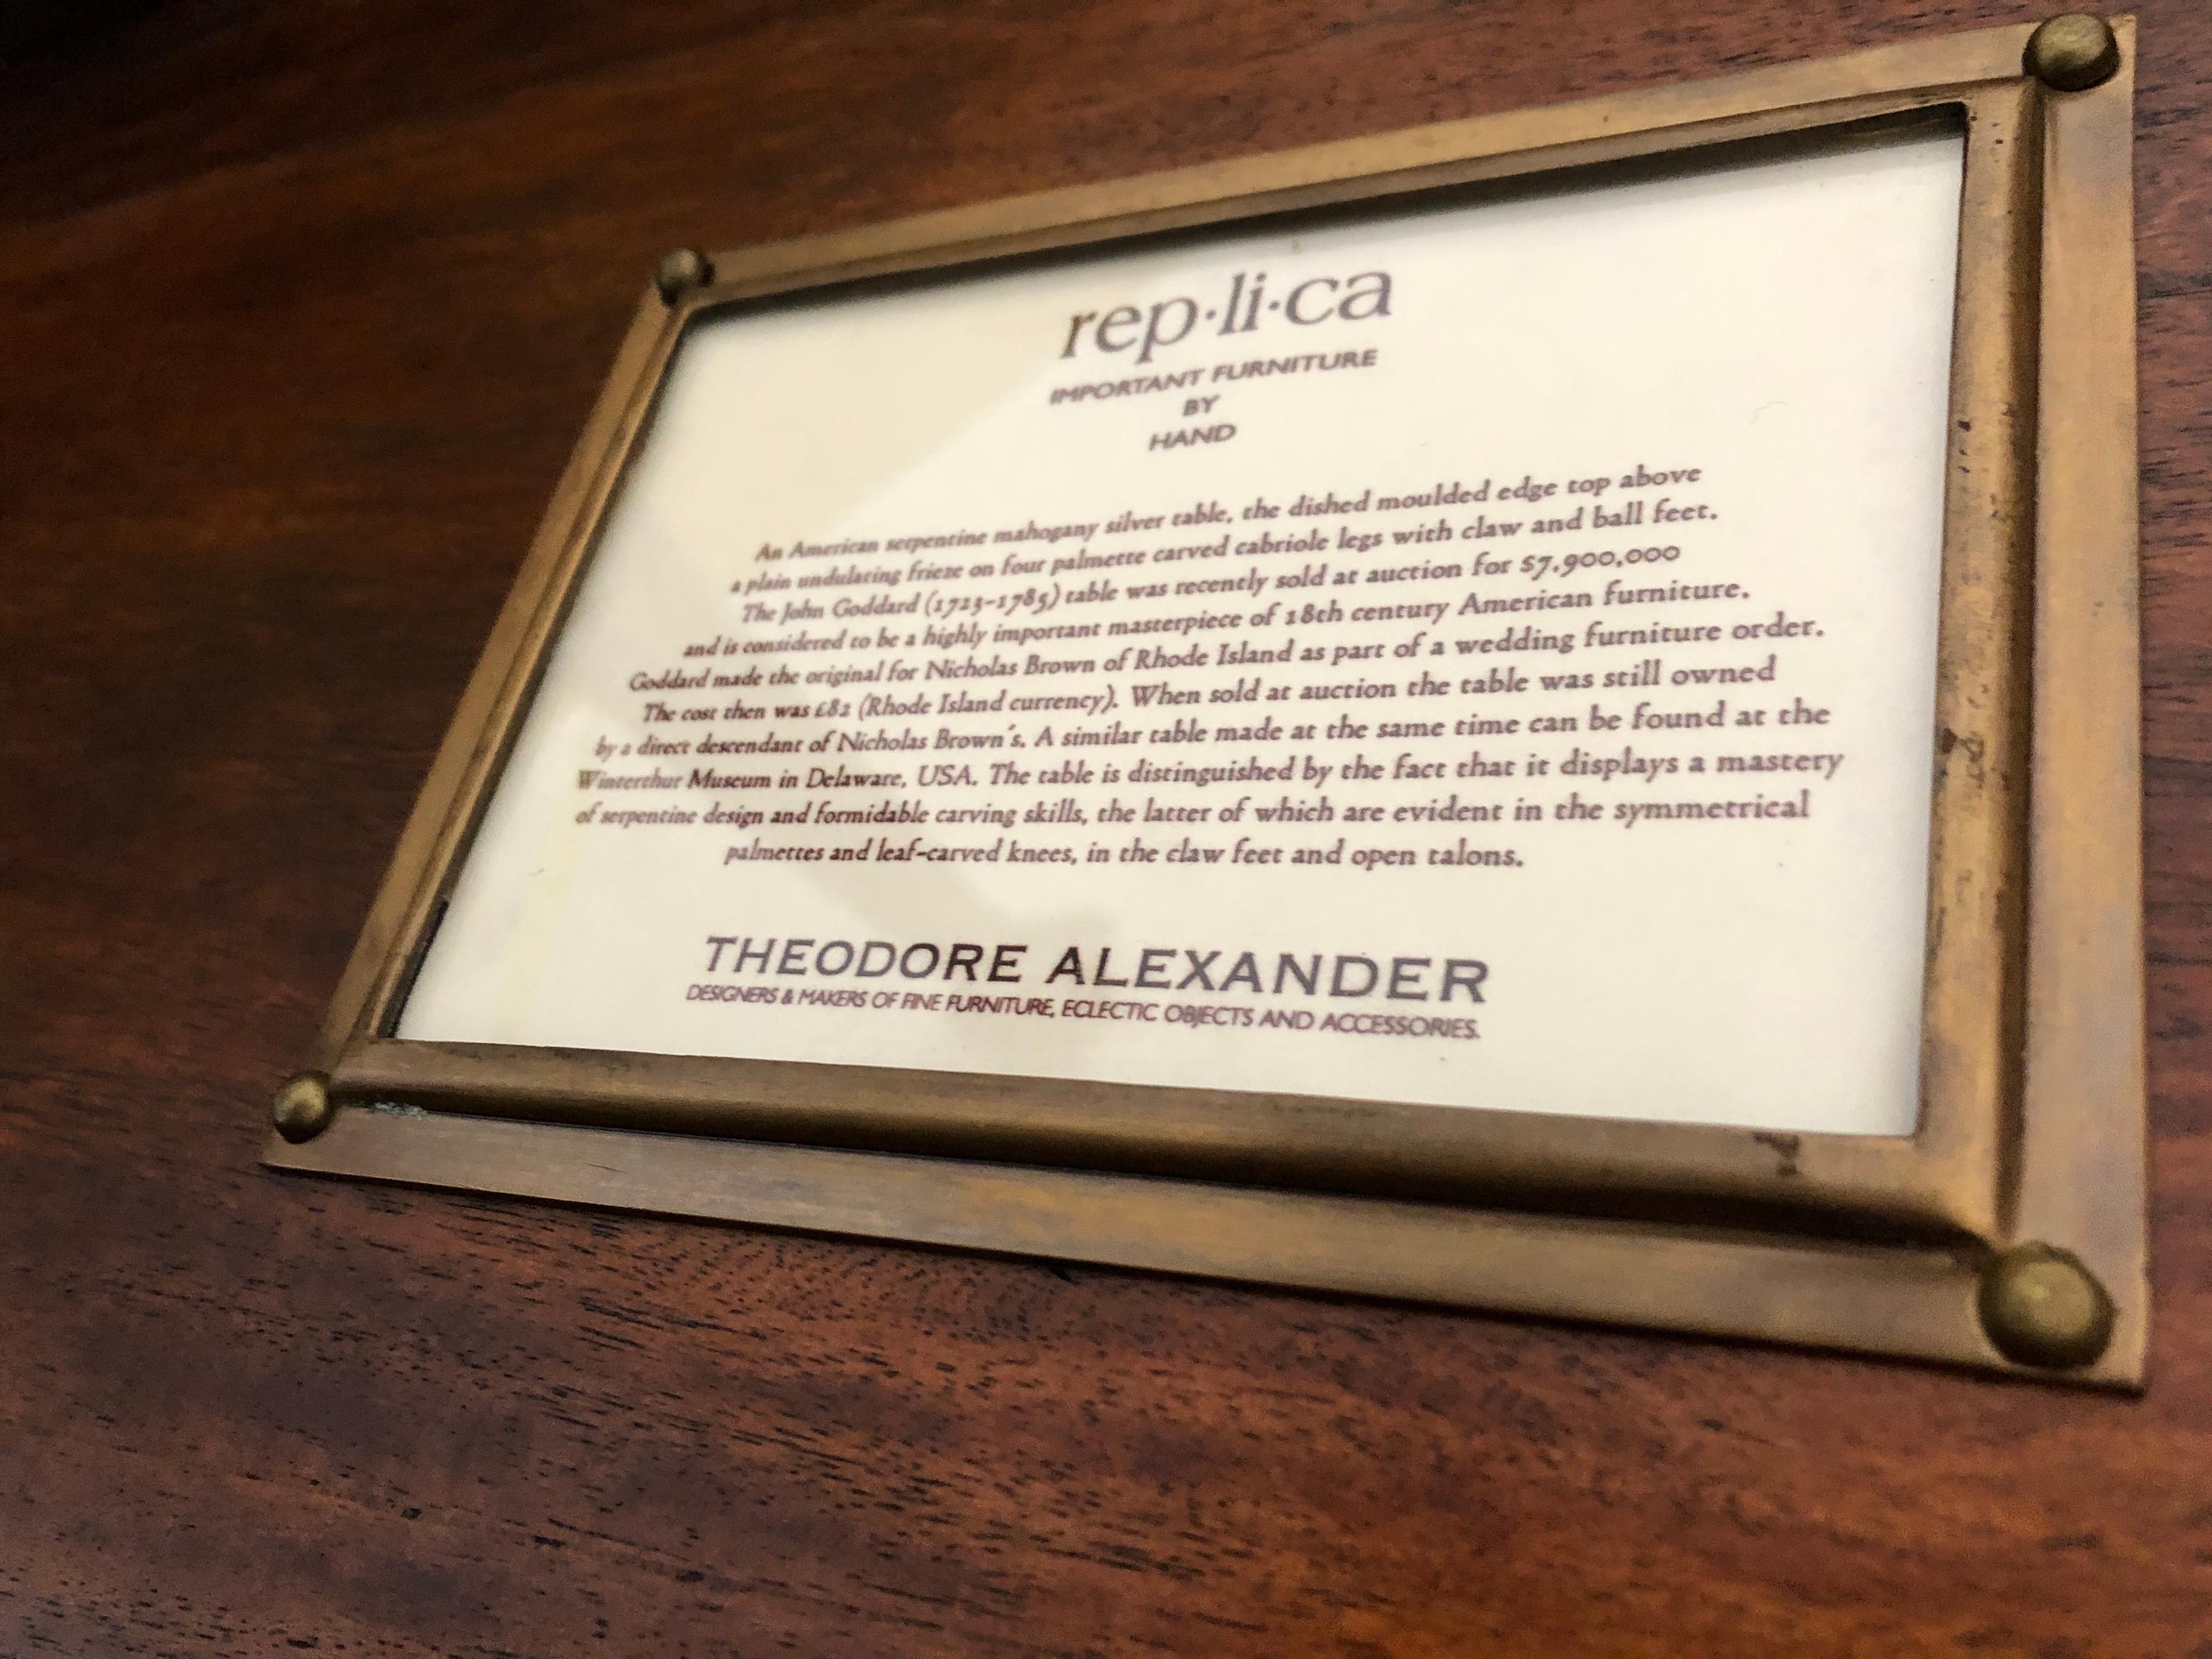 rep·li·ca
IMPORTANT FURNITURE
BY
HAND
An American serpentine mahogany silver table, the dished moulded edge top above
a plain undulating frieze on four palmette carved cabriole legs with claw and ball feet.
The John Goddard (1723-1785) table was recently sold at auction for $7,900,000
and is considered to be a highly important masterpiece of 18th century American furniture.
Goddard made the original for Nicholas Brown of Rhode Island as part of a wedding furniture order.
The cost then was £82 (Rhode Island currency). When sold at auction the table was still owned
by a direct descendant of Nicholas Brown´s. A similar table made at the same time can be found at the
Winterthur Museum in Delaware, USA. The table is distinguished by the fact that it displays a mastery
of serpentine design and formidable carving skills, the latter of which are evident in the symmetrical
palmettes and leaf-carved knees, in the claw feet and open talons.
THEODORE ALEXANDER
DESIGNERS & MAKERS OF FINE FURNITURE, ECLECTIC OBJECTS AND ACCESSORIES.